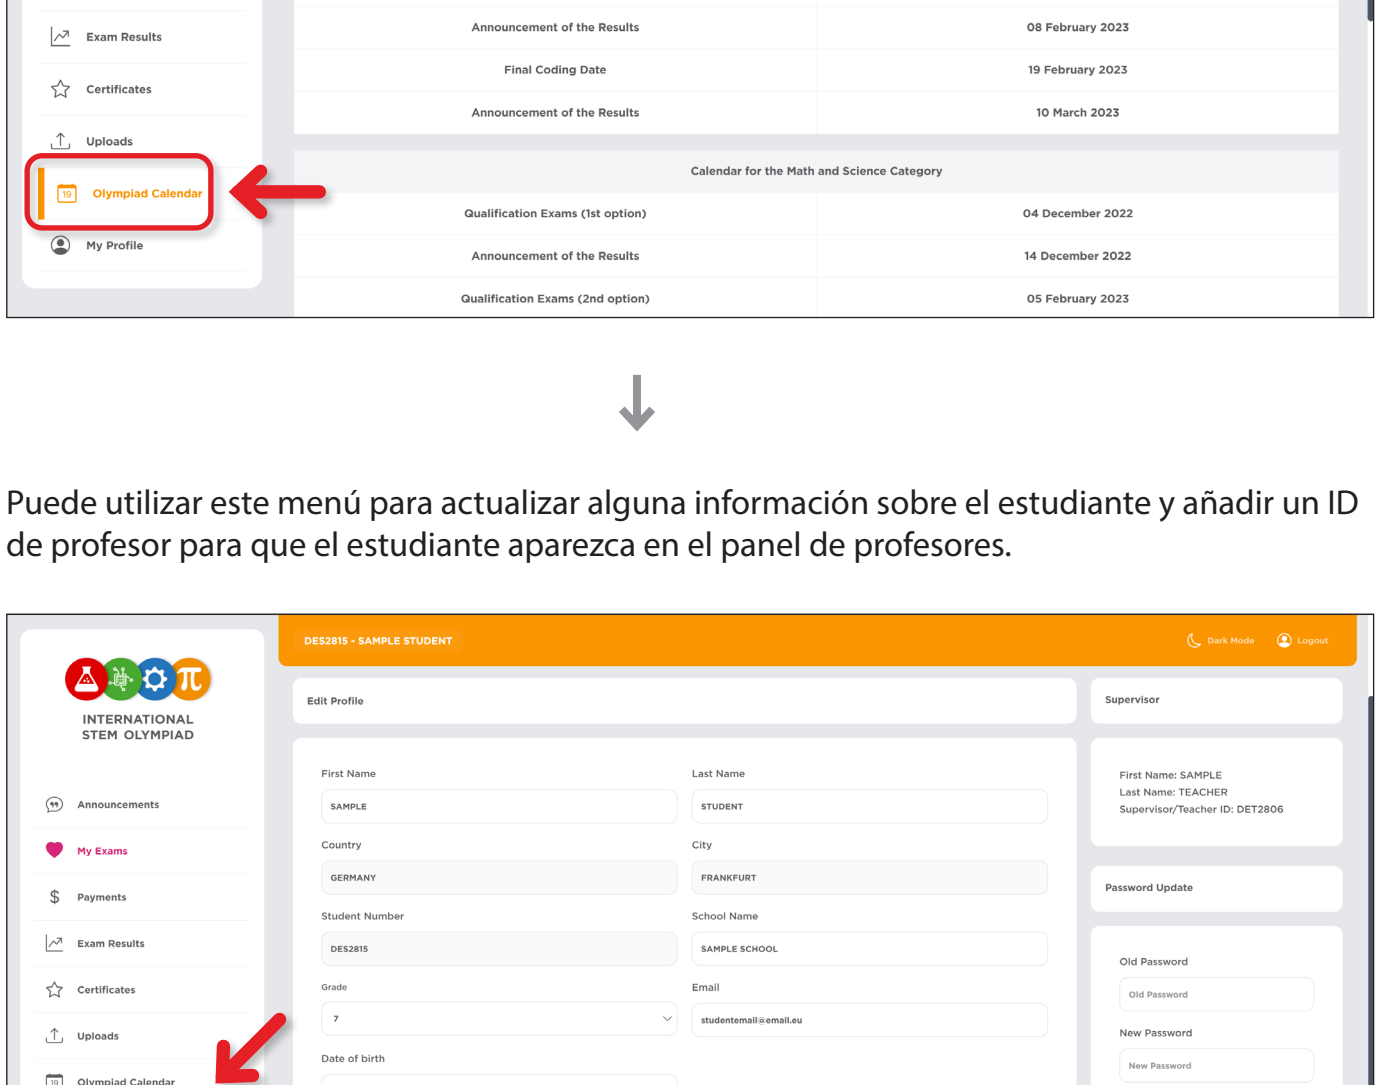 Exam Results
Certificates
Uploads
19 Olympiad Calendar
My Profile
Announcement of the Results 08 February 2023
Final Coding Date 19 February 2023
Announcement of the Results 10 March 2023
Calendar for the Math and Science Category
Qualification Exams (1st option) 04 December 2022
Announcement of the Results 14 December 2022
Qualification Exams (2nd option) 05 February 2023
Puede utilizar este menú para actualizar alguna información sobre el estudiante y añadir un ID
de profesor para que el estudiante aparezca en el panel de profesores.
π
INTERNATIONAL
STEM OLYMPIAD
Announcements
My Exams
$ Payments
Exam Results
Certificates
Uploads
19 Olympiad Calendar
DES2815 - SAMPLE STUDENT
Dark Mode
Logout
Edit Profile
First Name
SAMPLE
Last Name
STUDENT
Country
GERMANY
City
FRANKFURT
Student Number
DES2815
School Name
SAMPLE SCHOOL
Grade
7
Email
studentemail@email.eu
Date of birth
Supervisor
First Name: SAMPLE
Last Name: TEACHER
Supervisor/Teacher ID: DET2806
Password Update
Old Password
Old Password
New Password
New Password